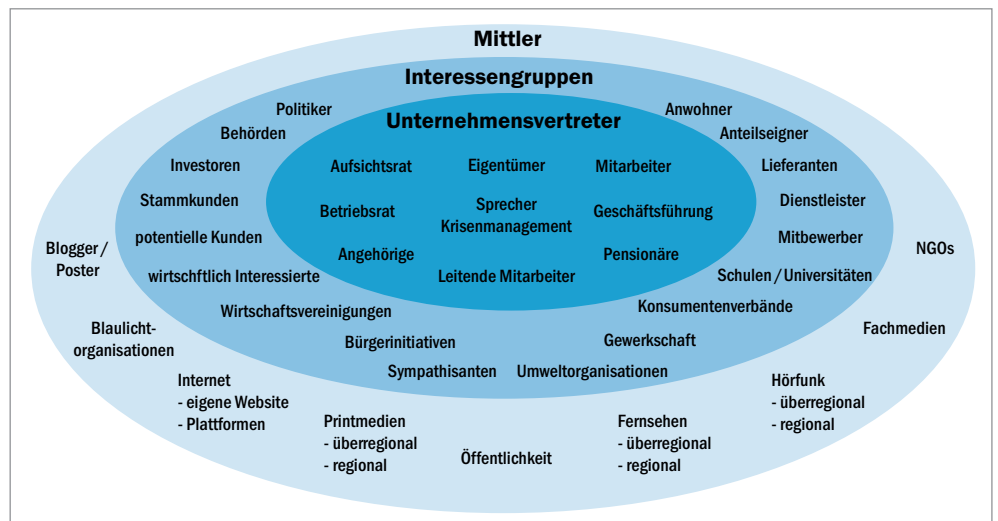 Mittler
Interessengruppen
Politiker
Anwohner
Unternehmensvertreter
Behörden
Anteilseigner
Investoren
Aufsichtsrat
Eigentümer
Mitarbeiter
Lieferanten
Stammkunden
Betriebsrat
Sprecher
Krisenmanagement
Geschäftsführung
Dienstleister
potentielle Kunden
Mitbewerber
Blogger /
Poster
Angehörige
Pensionäre
NGOs
wirtschftlich Interessierte
Leitende Mitarbeiter
Schulen / Universitäten
Wirtschaftsvereinigungen
Konsumentenverbände
Blaulicht-
organisationen
Bürgerinitiativen
Gewerkschaft
Fachmedien
Sympathisanten
Umweltorganisationen
Internet
- eigene Website
- Plattformen
Hörfunk
- überregional
- regional
Printmedien
- überregional
- regional
Öffentlichkeit
Fernsehen
- überregional
- regional